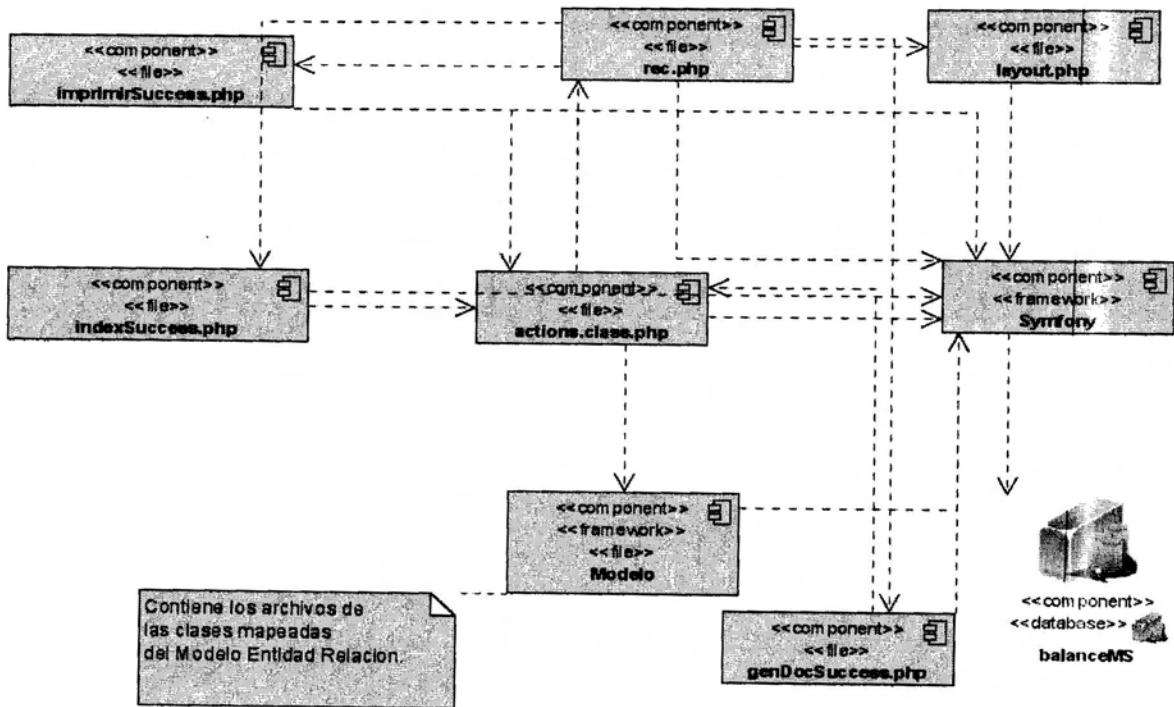 <<component>>
<<file>>
imprimirSuccess.php
<<component>>
<<file>>
rec.php
<<component>>
<<file>>
layout.php
<<component>>
<<file>>
indexSuccess.php
<<component>>
<<file>>
actions.class.php
<<component>>
<<framework>>
Symfony
<<component>>
<<framework>>
<<file>>
Modelo
Contiene los archivos de
las clases mapeadas
del Modelo Entidad Relacion.
<<component>>
<<file>>
genDocSuccess.php
<<component>>
<<database>>
balanceMS